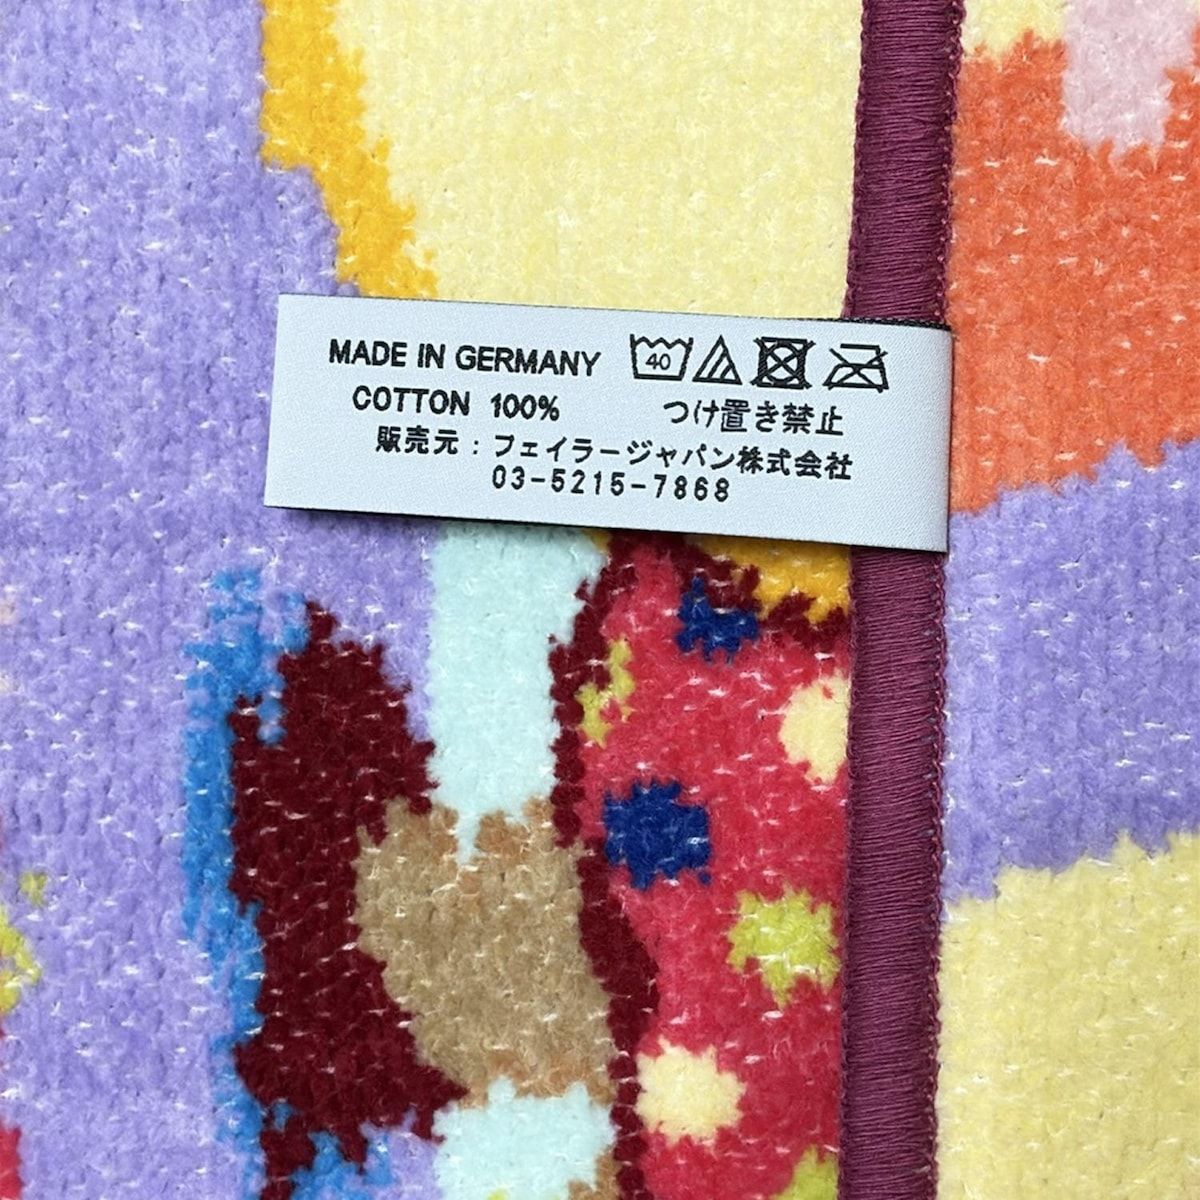 MADE IN GERMANY 40
COTTON 100% つけ置き禁止
販売元：フェイラージャパン株式会社
03-5215-7868